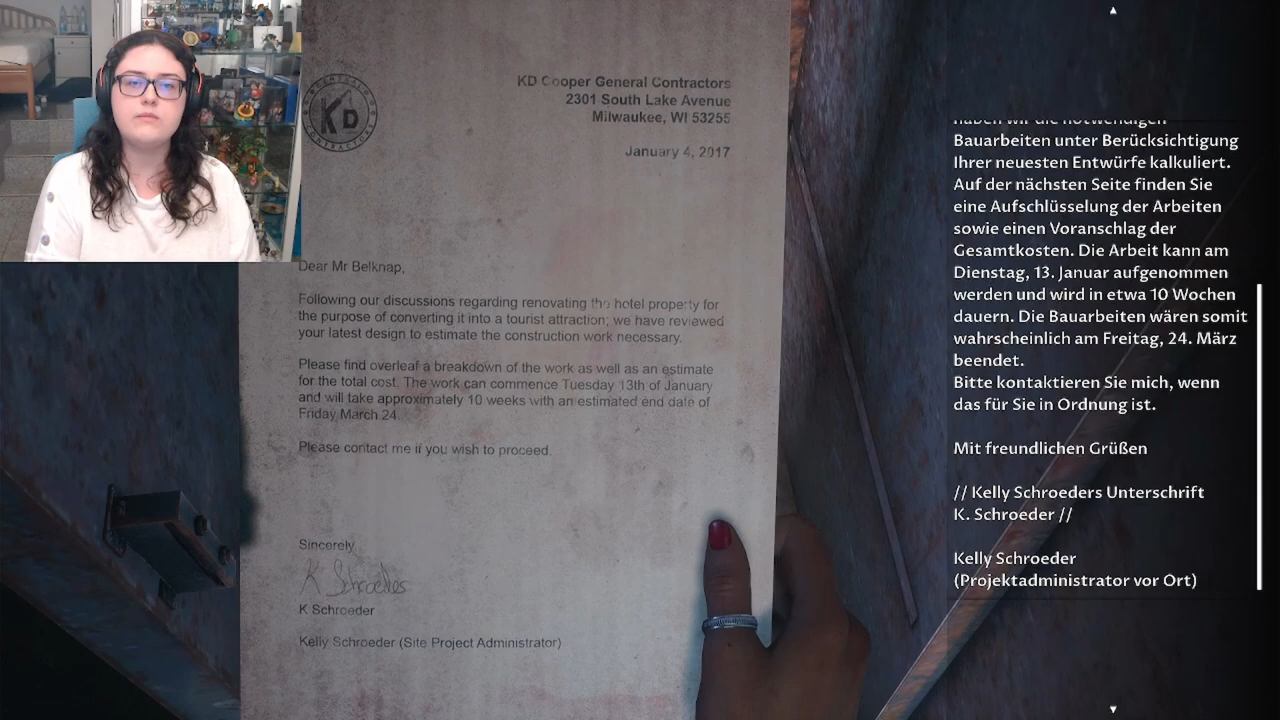 KD
KD Cooper General Contractors
2301 South Lake Avenue
Milwaukee, WI 53255
January 4, 2017
Dear Mr Belknap,
Following our discussions regarding renovating the hotel property for
the purpose of converting it into a tourist attraction; we have reviewed
your latest design to estimate the construction work necessary.
Please find overleaf a breakdown of the work as well as an estimate
for the total cost. The work can commence Tuesday 13th of January
and will take approximately 10 weeks with an estimated end date of
Friday March 24.
Please contact me if you wish to proceed.
Sincerely
K Schroeder
K Schroeder
Kelly Schroeder (Site Project Administrator)
haben wir die notwendigen
Bauarbeiten unter Berücksichtigung
Ihrer neuesten Entwürfe kalkuliert.
Auf der nächsten Seite finden Sie
eine Aufschlüsselung der Arbeiten
sowie einen Voranschlag der
Gesamtkosten. Die Arbeit kann am
Dienstag, 13. Januar aufgenommen
werden und wird in etwa 10 Wochen
dauern. Die Bauarbeiten wären somit
wahrscheinlich am Freitag, 24. März
beendet.
Bitte kontaktieren Sie mich, wenn
das für Sie in Ordnung ist.
Mit freundlichen Grüßen
// Kelly Schroeders Unterschrift
K. Schroeder //
Kelly Schroeder
(Projektadministrator vor Ort)